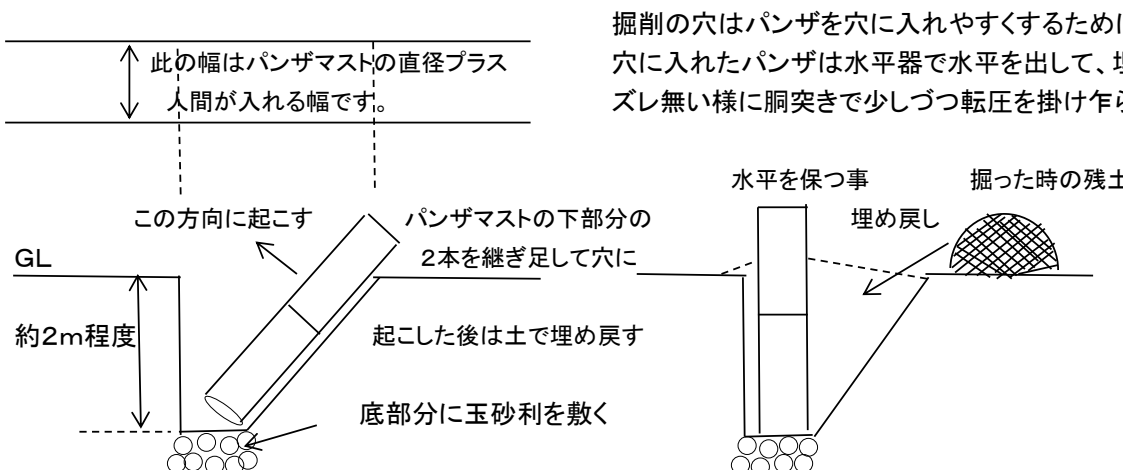 掘削の穴はパンザを穴に入れやすくするために
穴に入れたパンザは水平器で水平を出して、埋
ズレ無い様に胴突きで少しづつ転圧を掛け乍ら
此の幅はパンザマストの直径プラス
人間が入れる幅です。
水平を保つ事
掘った時の残土
この方向に起こす
パンザマストの下部分の
2本を継ぎ足して穴に
埋め戻し
GL
約2m程度
起こした後は土で埋め戻す
底部分に玉砂利を敷く